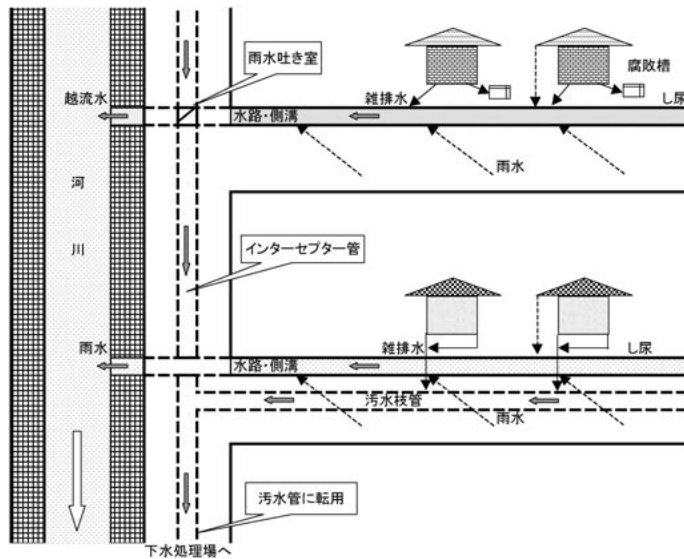 雨水吐き室
腐敗槽
越流水
雑排水
し尿
水路・側溝
雨水
河
川
インターセプター管
雨水
雑排水
し尿
水路・側溝
汚水枝管
雨水
汚水管に転用
下水処理場へ